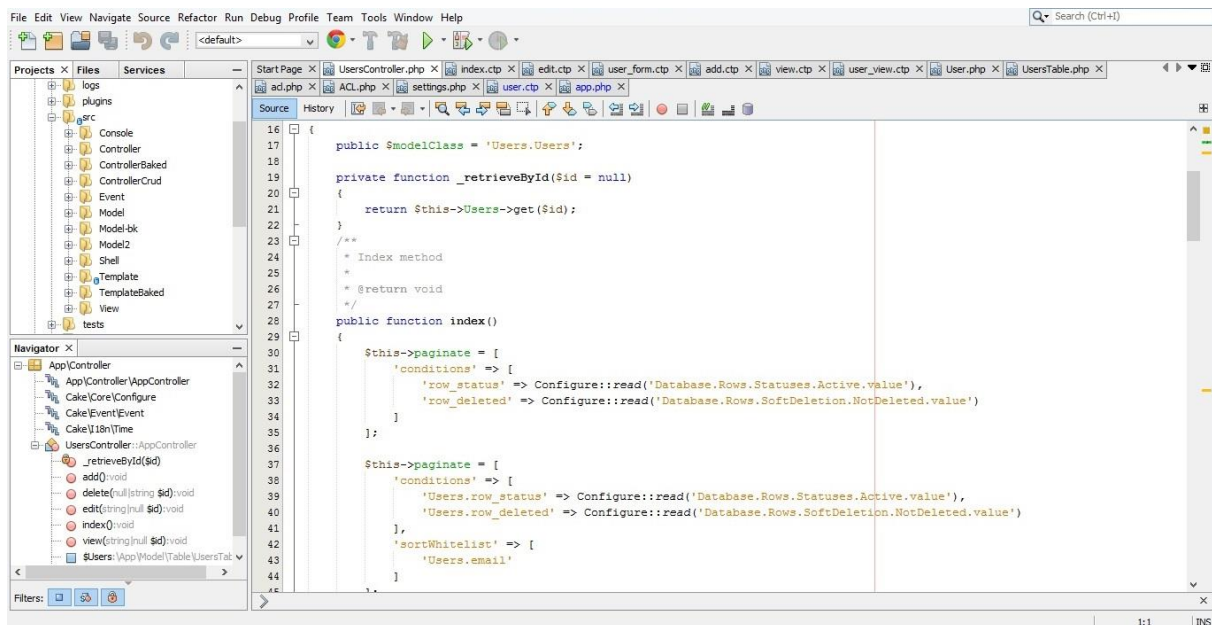 File Edit View Navigate Source Refactor Run Debug Profile Team Tools Window Help
Search (Ctrl+I)
<default>
Projects Files Services
Start Page UsersController.php index.ctp edit.ctp user_form.ctp add.ctp view.ctp user_view.ctp User.php UsersTable.php
acl.php ACL.php settings.php user.ctp app.php
Source History
logs
plugins
src
Console
Controller
ControllerBaked
ControllerCrud
Event
Model
Model-bk
Model2
Shell
Template
TemplateBaked
View
tests
Navigator
App\Controller
App\Controller\AppController
Cake\Core\Configure
Cake\Event\Event
Cake\I18n\Time
UsersController::AppController
_retrieveById($id)
add():void
delete(null|string $id):void
edit(string|null $id):void
index():void
view(string|null $id):void
$Users:\App\Model\Table\UsersTab
Filters:
16 {
17 public $modelClass = 'Users.Users';
18
19 private function _retrieveById($id = null)
20 {
21 return $this->Users->get($id);
22 }
23 /**
24 * Index method
25 *
26 * @return void
27 */
28 public function index()
29 {
30 $this->paginate = [
31 'conditions' => [
32 'row_status' => Configure::read('Database.Rows.Statuses.Active.value'),
33 'row_deleted' => Configure::read('Database.Rows.SoftDeletion.NotDeleted.value')
34 ]
35 ];
36
37 $this->paginate = [
38 'conditions' => [
39 'Users.row_status' => Configure::read('Database.Rows.Statuses.Active.value'),
40 'Users.row_deleted' => Configure::read('Database.Rows.SoftDeletion.NotDeleted.value')
41 ],
42 'sortWhitelist' => [
43 'Users.email'
44 ]
45 ];
1:1 INS